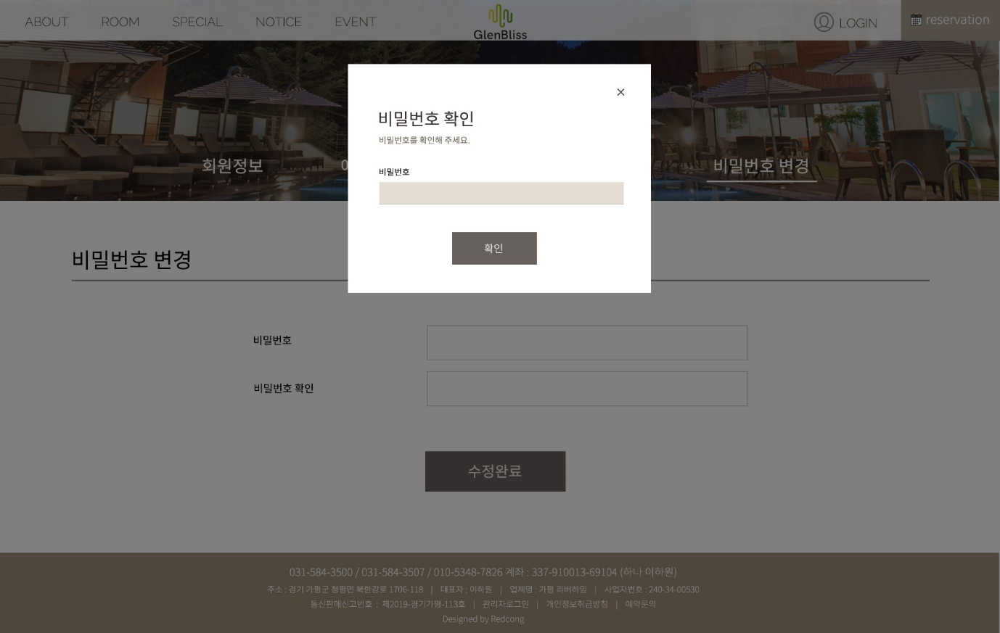 ABOUT ROOM SPECIAL NOTICE EVENT GlenBliss LOGIN reservation
비밀번호 확인
비밀번호를 확인해 주세요.
비밀번호
확인
회원정보 비밀번호 변경
비밀번호 변경
비밀번호
비밀번호 확인
수정완료
031-584-3500 / 031-584-3507 / 010-5348-7826 계좌 : 337-910013-69104 (하나 이하원)
주소 : 경기 가평군 청평면 북한강로 1706-118 | 대표자 : 이하원 | 업체명 : 가평 리버하임 | 사업자번호 : 240-34-00530
통신판매신고번호 : 제2019-경기가평-113호 | 관리자로그인 | 개인정보취급방침 | 예약문의
Designed by Redcong